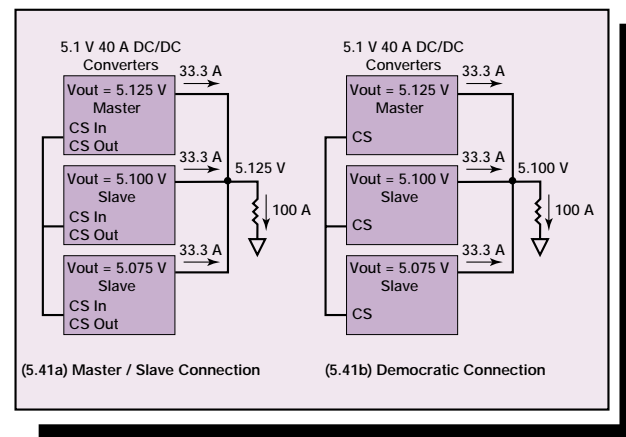 5.1 V 40 A DC/DC
Converters
33.3 A
Vout = 5.125 V
Master
CS In
CS Out
33.3 A
5.125 V
Vout = 5.100 V
Slave
CS In
CS Out
100 A
33.3 A
Vout = 5.075 V
Slave
CS In
CS Out
(5.41a) Master / Slave Connection
5.1 V 40 A DC/DC
Converters
33.3 A
Vout = 5.125 V
Master
CS
33.3 A
5.100 V
Vout = 5.100 V
Slave
CS
100 A
33.3 A
Vout = 5.075 V
Slave
CS
(5.41b) Democratic Connection